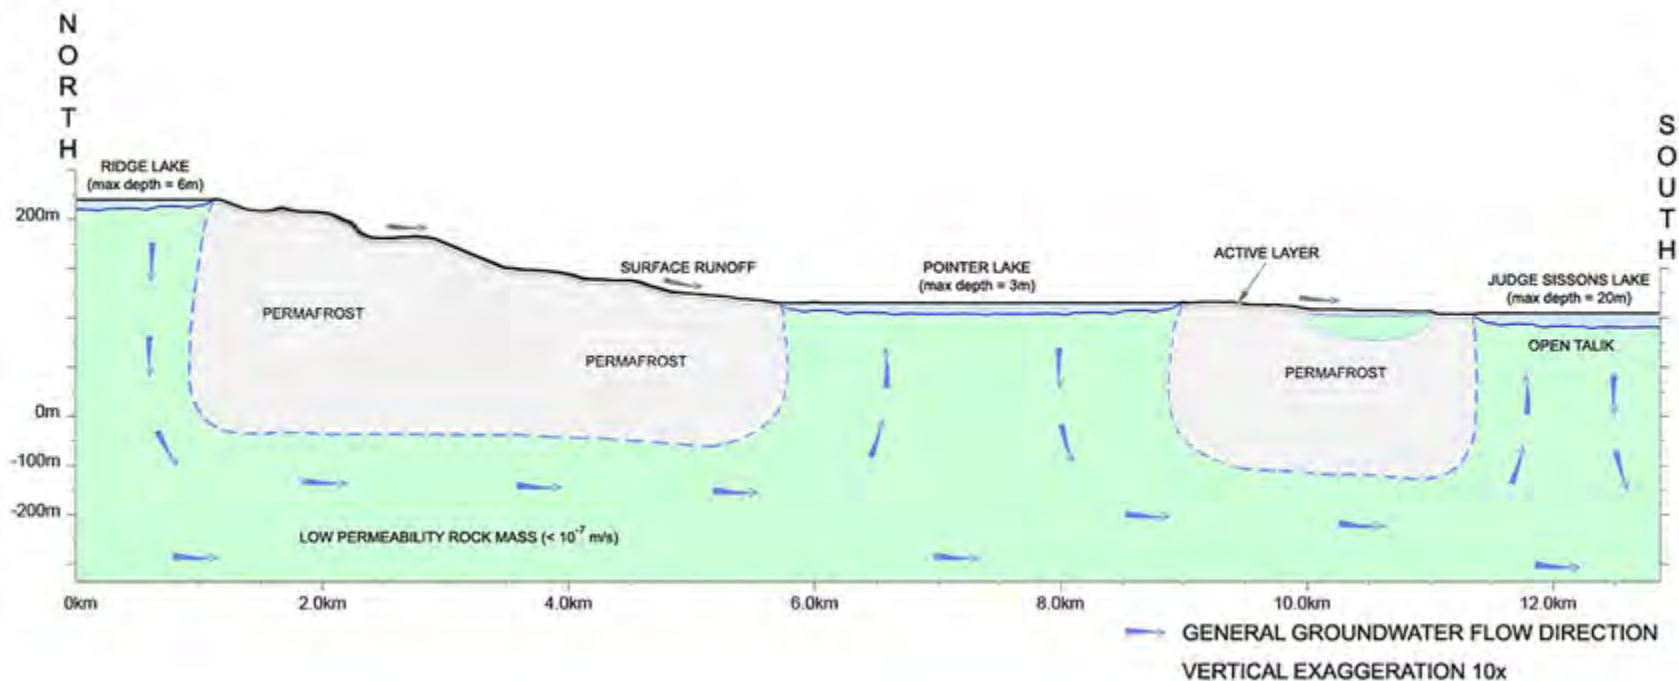 NORTH
SOUTH
RIDGE LAKE
(max depth = 6m)
200m
SURFACE RUNOFF
POINTER LAKE
(max depth = 3m)
ACTIVE LAYER
JUDGE SISSONS LAKE
(max depth = 20m)
OPEN TALIK
PERMAFROST
PERMAFROST
PERMAFROST
0m
-100m
-200m
LOW PERMEABILITY ROCK MASS (< 10⁻⁷ m/s)
0km
2.0km
4.0km
6.0km
8.0km
10.0km
12.0km
GENERAL GROUNDWATER FLOW DIRECTION
VERTICAL EXAGGERATION 10x